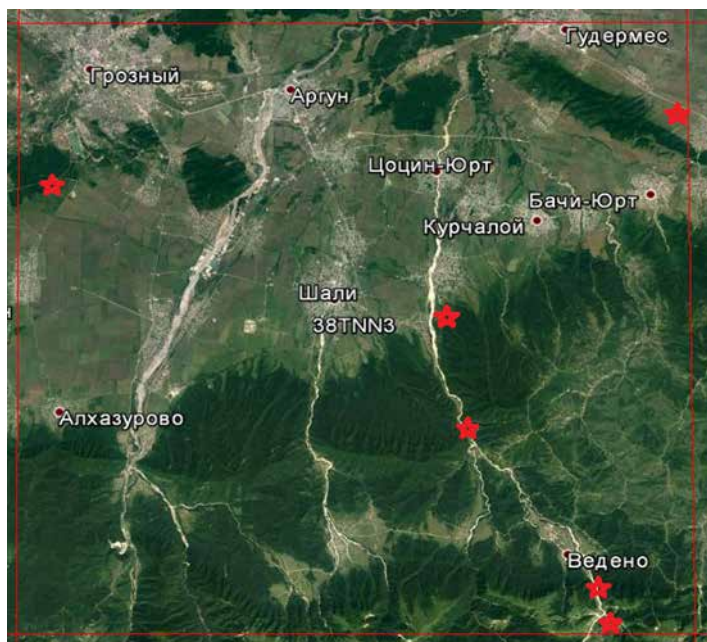 Гудермес
Грозный
Аргун
Цоцин-Юрт
Бачи-Юрт
Курчалой
Шали
38TNN3
Алхазурово
Ведено